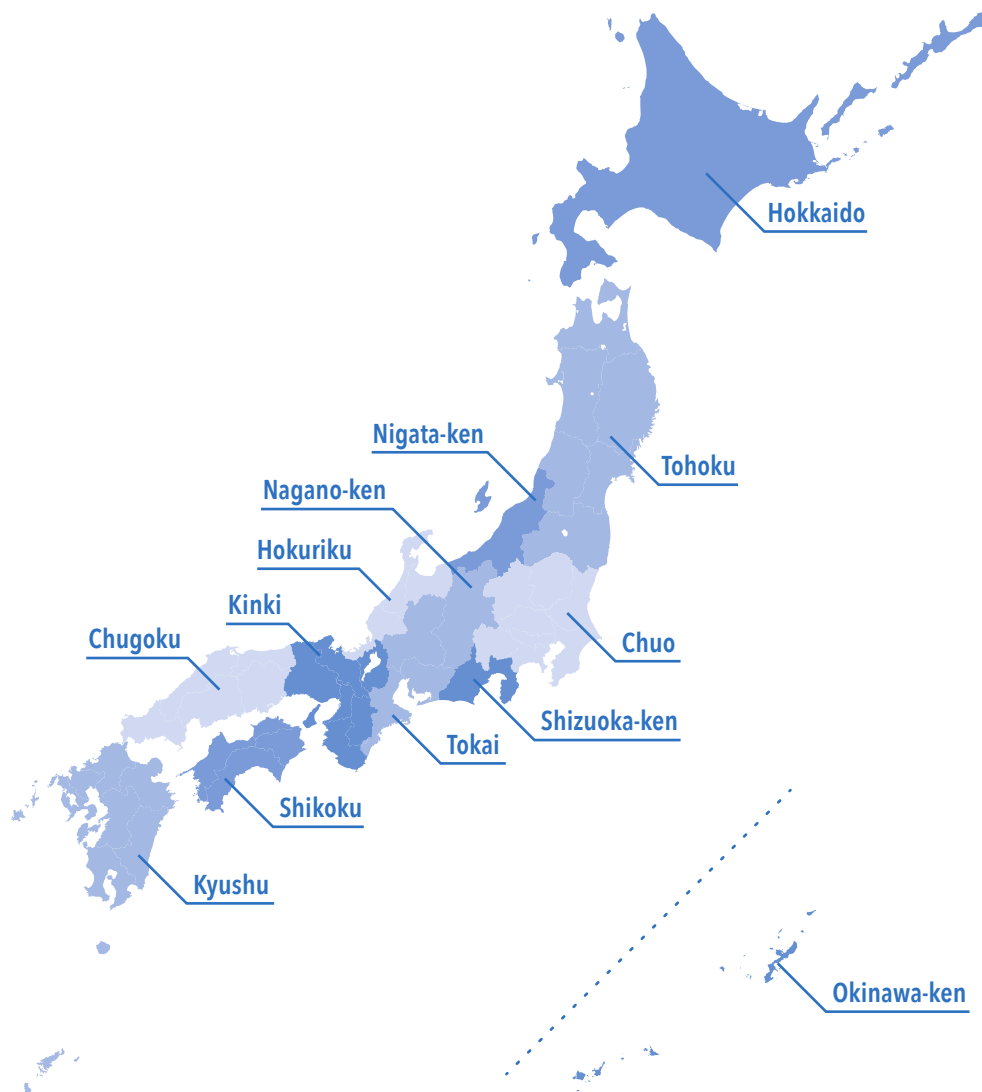 Hokkaido
Nigata-ken
Tohoku
Nagano-ken
Hokuriku
Kinki
Chugoku
Chuo
Shizuoka-ken
Tokai
Shikoku
Kyushu
Okinawa-ken